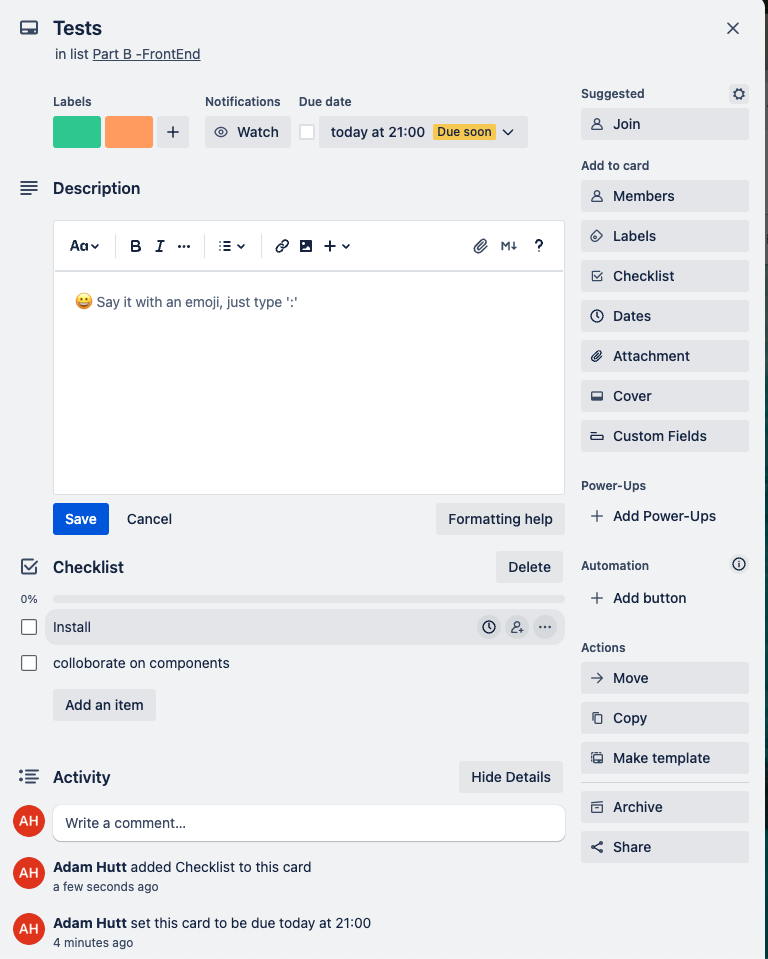 Tests
in list Part B -FrontEnd
Labels
Notifications
Due date
Watch
today at 21:00 Due soon
Description
Aa
B I
M↓ ?
😀 Say it with an emoji, just type ':'
Save
Cancel
Formatting help
Checklist
Delete
0%
Install
colloborate on components
Add an item
Activity
Hide Details
AH
Write a comment...
AH
Adam Hutt added Checklist to this card
a few seconds ago
AH
Adam Hutt set this card to be due today at 21:00
4 minutes ago
Suggested
Join
Add to card
Members
Labels
Checklist
Dates
Attachment
Cover
Custom Fields
Power-Ups
Add Power-Ups
Automation
Add button
Actions
Move
Copy
Make template
Archive
Share